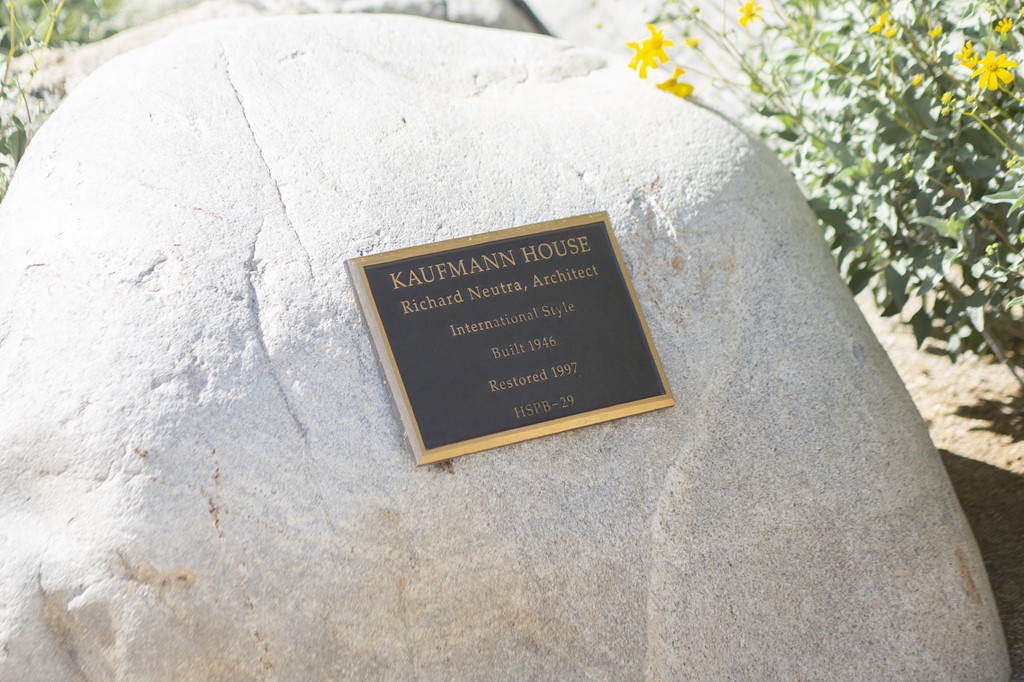 KAUFMANN HOUSE
Richard Neutra, Architect
International Style
Built 1946
Restored 1997
HSPB-29